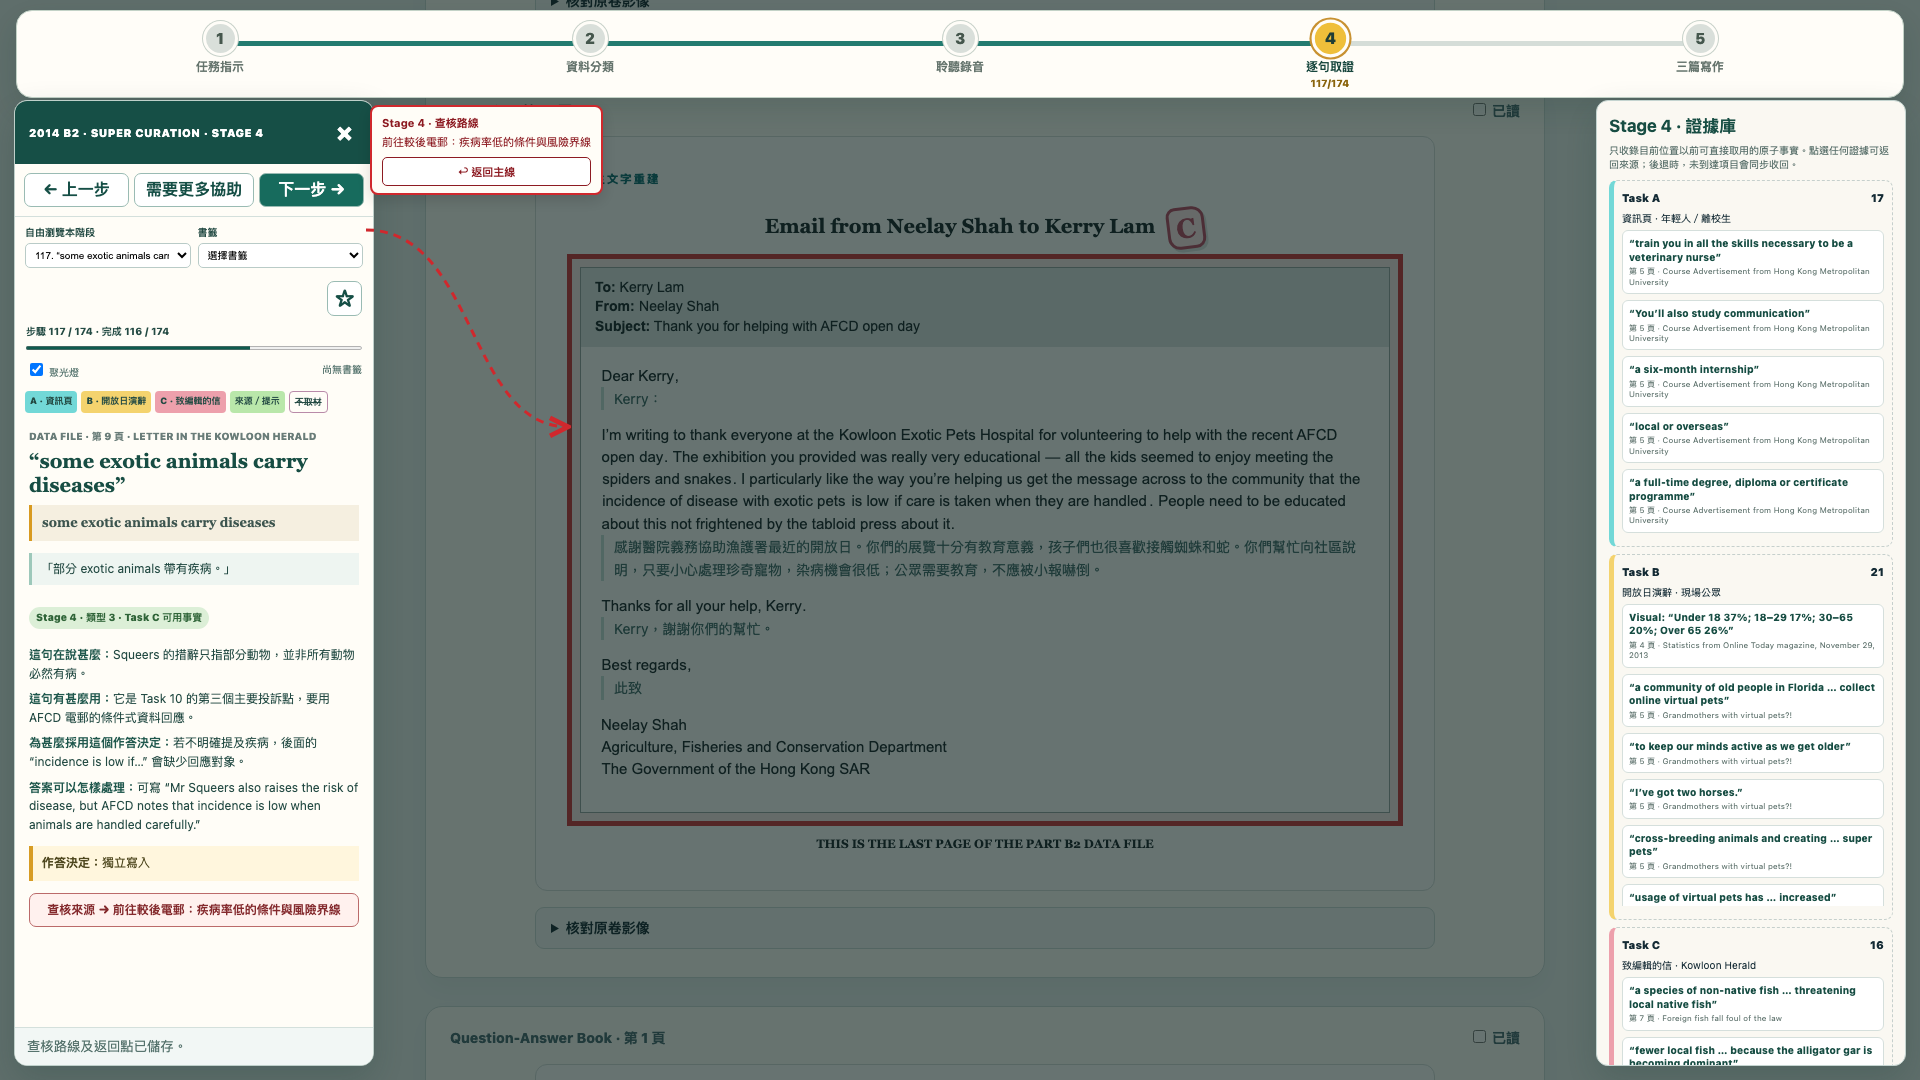 核對原卷影像
1
任務指示
2
資料分類
3
聆聽錄音
4
逐句取證
117/174
5
三篇寫作
2014 B2 · SUPER CURATION · STAGE 4
← 上一步
需要更多協助
下一步 →
自由瀏覽本階段
書籤
117. “some exotic animals carr
選擇書籤
步驟 117 / 174 · 完成 116 / 174
聚光燈
尚無書籤
A · 資訊頁
B · 開放日演辭
C · 致編輯的信
來源 / 提示
不取材
DATA FILE · 第 9 頁 · LETTER IN THE KOWLOON HERALD
“some exotic animals carry
diseases”
some exotic animals carry diseases
「部分 exotic animals 帶有疾病。」
Stage 4 · 類型 3 · Task C 可用事實
這句在說甚麼：Squeers 的措辭只指部分動物，並非所有動物
必然有病。
這句有甚麼用：它是 Task 10 的第三個主要投訴點，要用
AFCD 電郵的條件式資料回應。
為甚麼採用這個作答決定：若不明確提及疾病，後面的
“incidence is low if...” 會缺少回應對象。
答案可以怎樣處理：可寫 “Mr Squeers also raises the risk of
disease, but AFCD notes that incidence is low when
animals are handled carefully.”
作答決定：獨立寫入
查核來源 → 前往較後電郵：疾病率低的條件與風險界線
查核路線及返回點已儲存。
Stage 4 · 查核路線
前往較後電郵：疾病率低的條件與風險界線
↩ 返回主線
已讀
文字重建
Email from Neelay Shah to Kerry Lam
C
To: Kerry Lam
From: Neelay Shah
Subject: Thank you for helping with AFCD open day
Dear Kerry,
Kerry：
I’m writing to thank everyone at the Kowloon Exotic Pets Hospital for volunteering to help with the recent AFCD
open day. The exhibition you provided was really very educational — all the kids seemed to enjoy meeting the
spiders and snakes. I particularly like the way you’re helping us get the message across to the community that the
incidence of disease with exotic pets is low if care is taken when they are handled. People need to be educated
about this not frightened by the tabloid press about it.
感謝醫院義務協助漁護署最近的開放日。你們的展覽十分有教育意義，孩子們也很喜歡接觸蜘蛛和蛇。你們幫忙向社區說
明，只要小心處理珍奇寵物，染病機會很低；公眾需要教育，不應被小報嚇倒。
Thanks for all your help, Kerry.
Kerry，謝謝你們的幫忙。
Best regards,
此致
Neelay Shah
Agriculture, Fisheries and Conservation Department
The Government of the Hong Kong SAR
THIS IS THE LAST PAGE OF THE PART B2 DATA FILE
核對原卷影像
Question-Answer Book · 第 1 頁
已讀
Stage 4 · 證據庫
只收錄目前位置以前可直接取用的原子事實。點選任何證據可返
回來源；後退時，未到達項目會同步收回。
Task A
17
資訊頁 · 年輕人 / 離校生
“train you in all the skills necessary to be a
veterinary nurse”
第 5 頁 · Course Advertisement from Hong Kong Metropolitan
University
“You’ll also study communication”
第 5 頁 · Course Advertisement from Hong Kong Metropolitan
University
“a six-month internship”
第 5 頁 · Course Advertisement from Hong Kong Metropolitan
University
“local or overseas”
第 5 頁 · Course Advertisement from Hong Kong Metropolitan
University
“a full-time degree, diploma or certificate
programme”
第 5 頁 · Course Advertisement from Hong Kong Metropolitan
University
Task B
21
開放日演辭 · 現場公眾
Visual: “Under 18 37%; 18–29 17%; 30–65
20%; Over 65 26%”
第 4 頁 · Statistics from Online Today magazine, November 29,
2013
“a community of old people in Florida ... collect
online virtual pets”
第 5 頁 · Grandmothers with virtual pets?!
“to keep our minds active as we get older”
第 5 頁 · Grandmothers with virtual pets?!
“I’ve got two horses.”
第 5 頁 · Grandmothers with virtual pets?!
“cross-breeding animals and creating ... super
pets”
第 5 頁 · Grandmothers with virtual pets?!
“usage of virtual pets has ... increased”
Task C
16
致編輯的信 · Kowloon Herald
“a species of non-native fish ... threatening
local native fish”
第 7 頁 · Foreign fish fall foul of the law
“fewer local fish ... because the alligator gar is
becoming dominant”